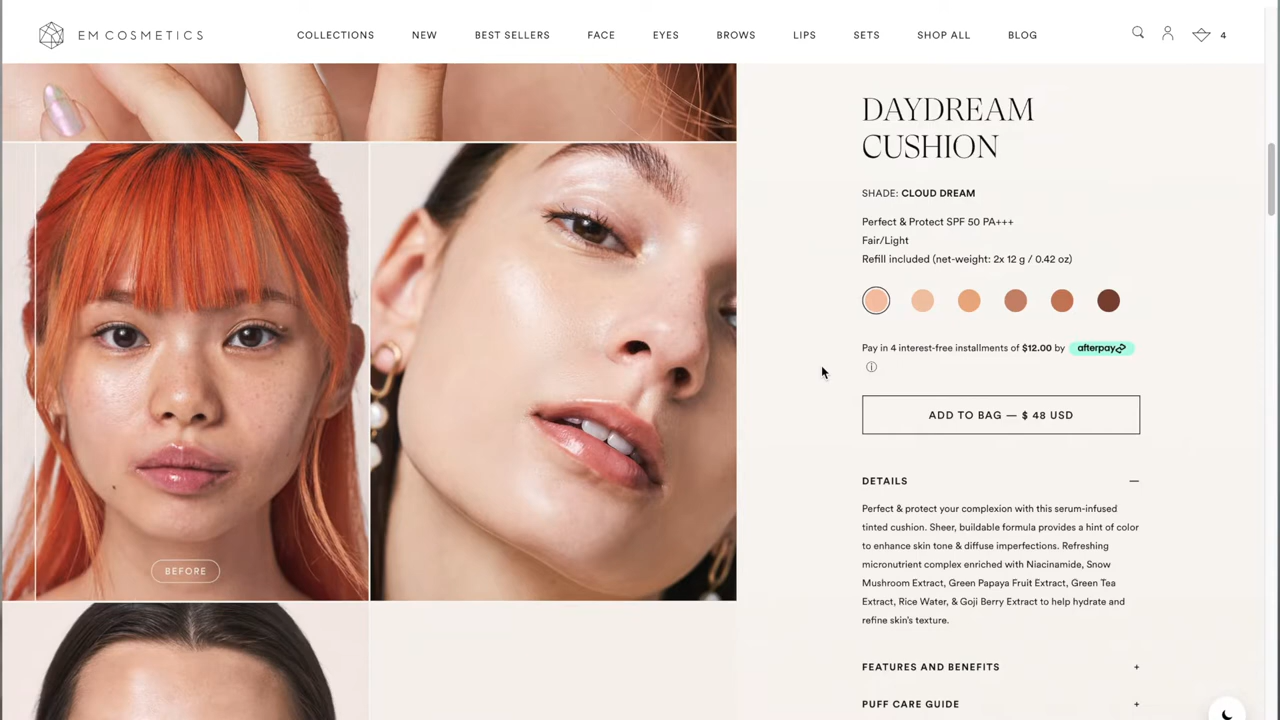 EM COSMETICS
COLLECTIONS NEW BEST SELLERS FACE EYES BROWS LIPS SETS SHOP ALL BLOG
4
DAYDREAM
CUSHION
SHADE: CLOUD DREAM
Perfect & Protect SPF 50 PA+++
Fair/Light
Refill included (net-weight: 2x 12 g / 0.42 oz)
Pay in 4 interest-free installments of $12.00 by afterpay
ⓘ
ADD TO BAG — $ 48 USD
DETAILS —
Perfect & protect your complexion with this serum-infused
tinted cushion. Sheer, buildable formula provides a hint of color
to enhance skin tone & diffuse imperfections. Refreshing
micronutrient complex enriched with Niacinamide, Snow
Mushroom Extract, Green Papaya Fruit Extract, Green Tea
Extract, Rice Water, & Goji Berry Extract to help hydrate and
refine skin's texture.
FEATURES AND BENEFITS +
PUFF CARE GUIDE +
BEFORE